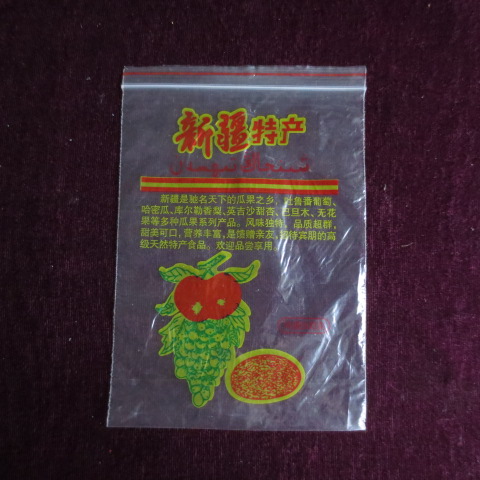 新疆特产
新疆是驰名天下的瓜果之乡，吐鲁番葡萄、
哈密瓜、库尔勒香梨、英吉沙甜杏、巴旦木、无花
果等多种瓜果系列产品。风味独特，品质超群，
甜美可口，营养丰富，是馈赠亲友，招待宾朋的高
级天然特产食品。欢迎品尝享用